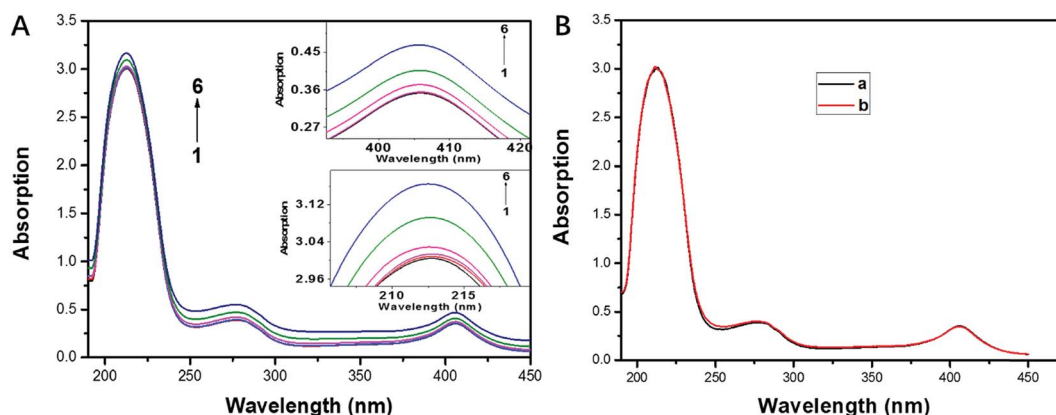 A
3.5
3.0
2.5
2.0
1.5
1.0
0.5
0.0
Absorption
200 250 300 350 400 450
Wavelength (nm)
6
1
0.45
0.36
0.27
Absorption
400 410 420
Wavelength (nm)
6
1
3.12
3.04
2.96
Absorption
210 215
Wavelength (nm)
6
1
B
3.5
3.0
2.5
2.0
1.5
1.0
0.5
0.0
Absorption
200 250 300 350 400 450
Wavelength (nm)
a
b